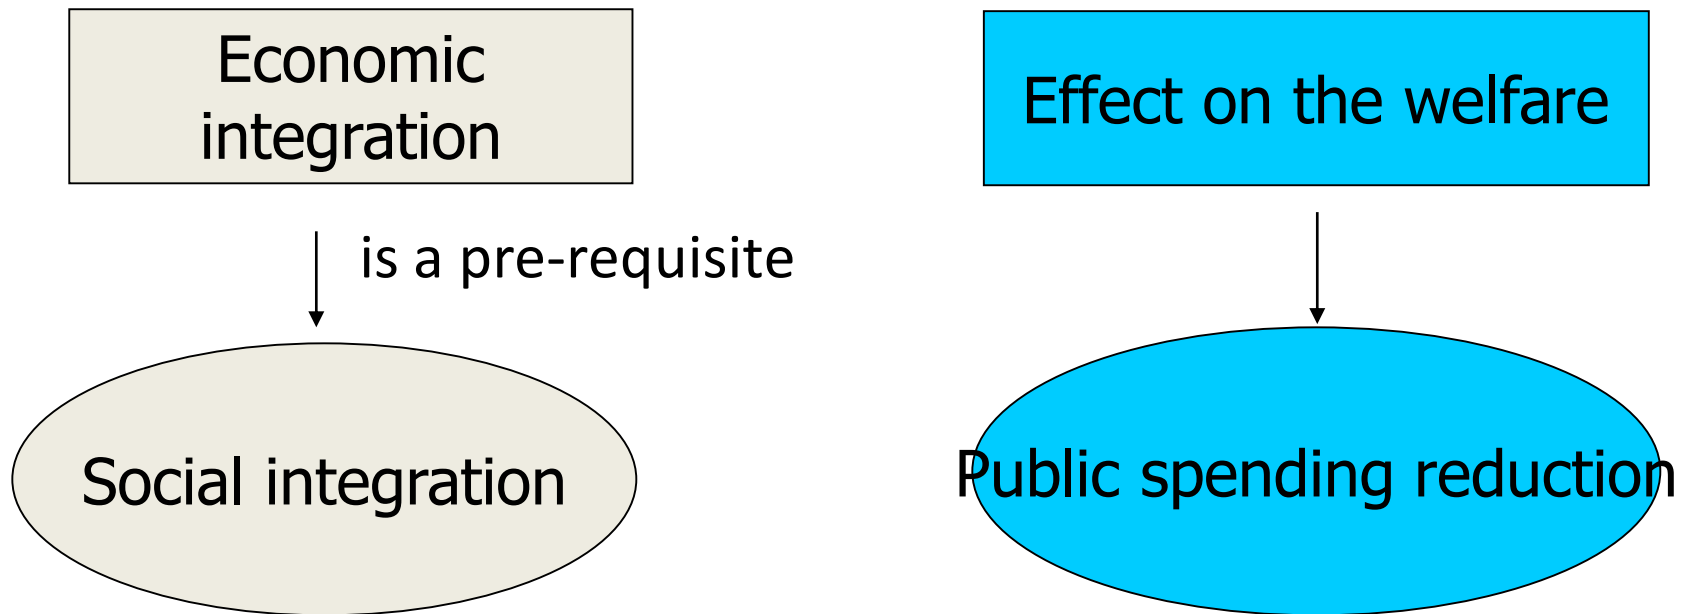 Economic
integration
is a pre-requisite
Social integration
Effect on the welfare
Public spending reduction